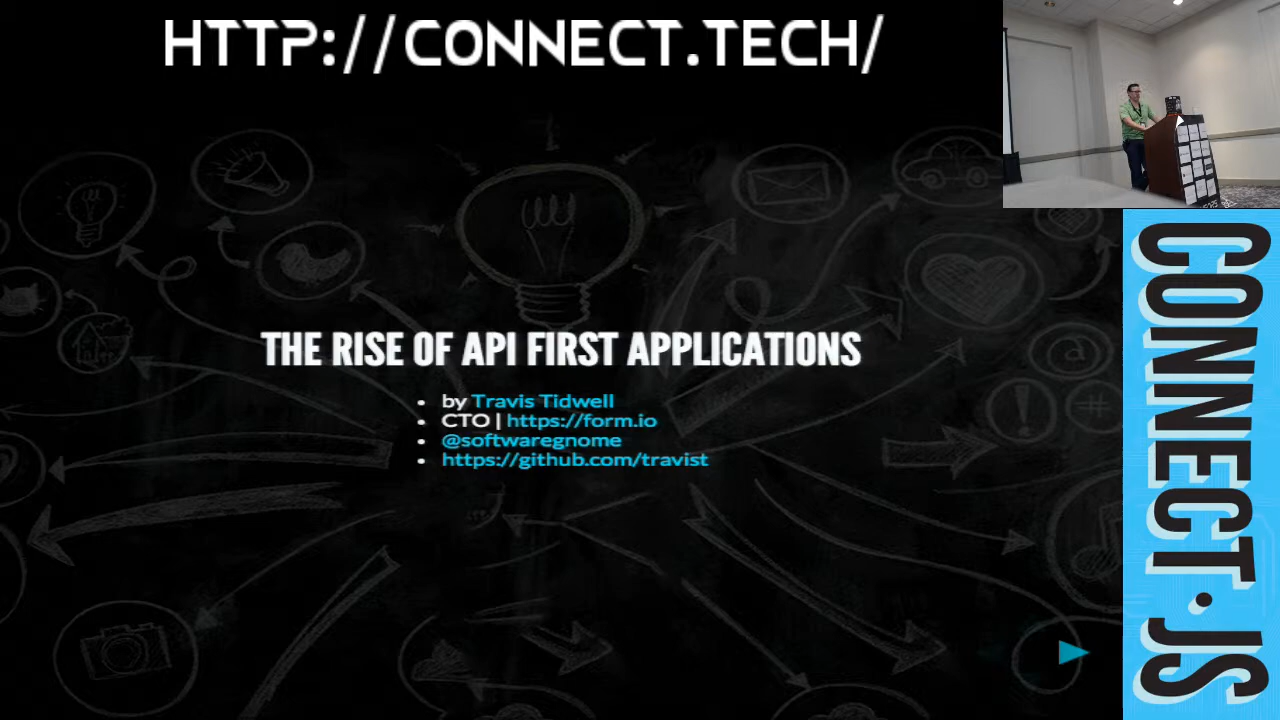 HTTP://CONNECT.TECH/
THE RISE OF API FIRST APPLICATIONS
• by Travis Tidwell
• CTO | https://form.io
• @softwaregnome
• https://github.com/travist
CONNECT·JS
@
#